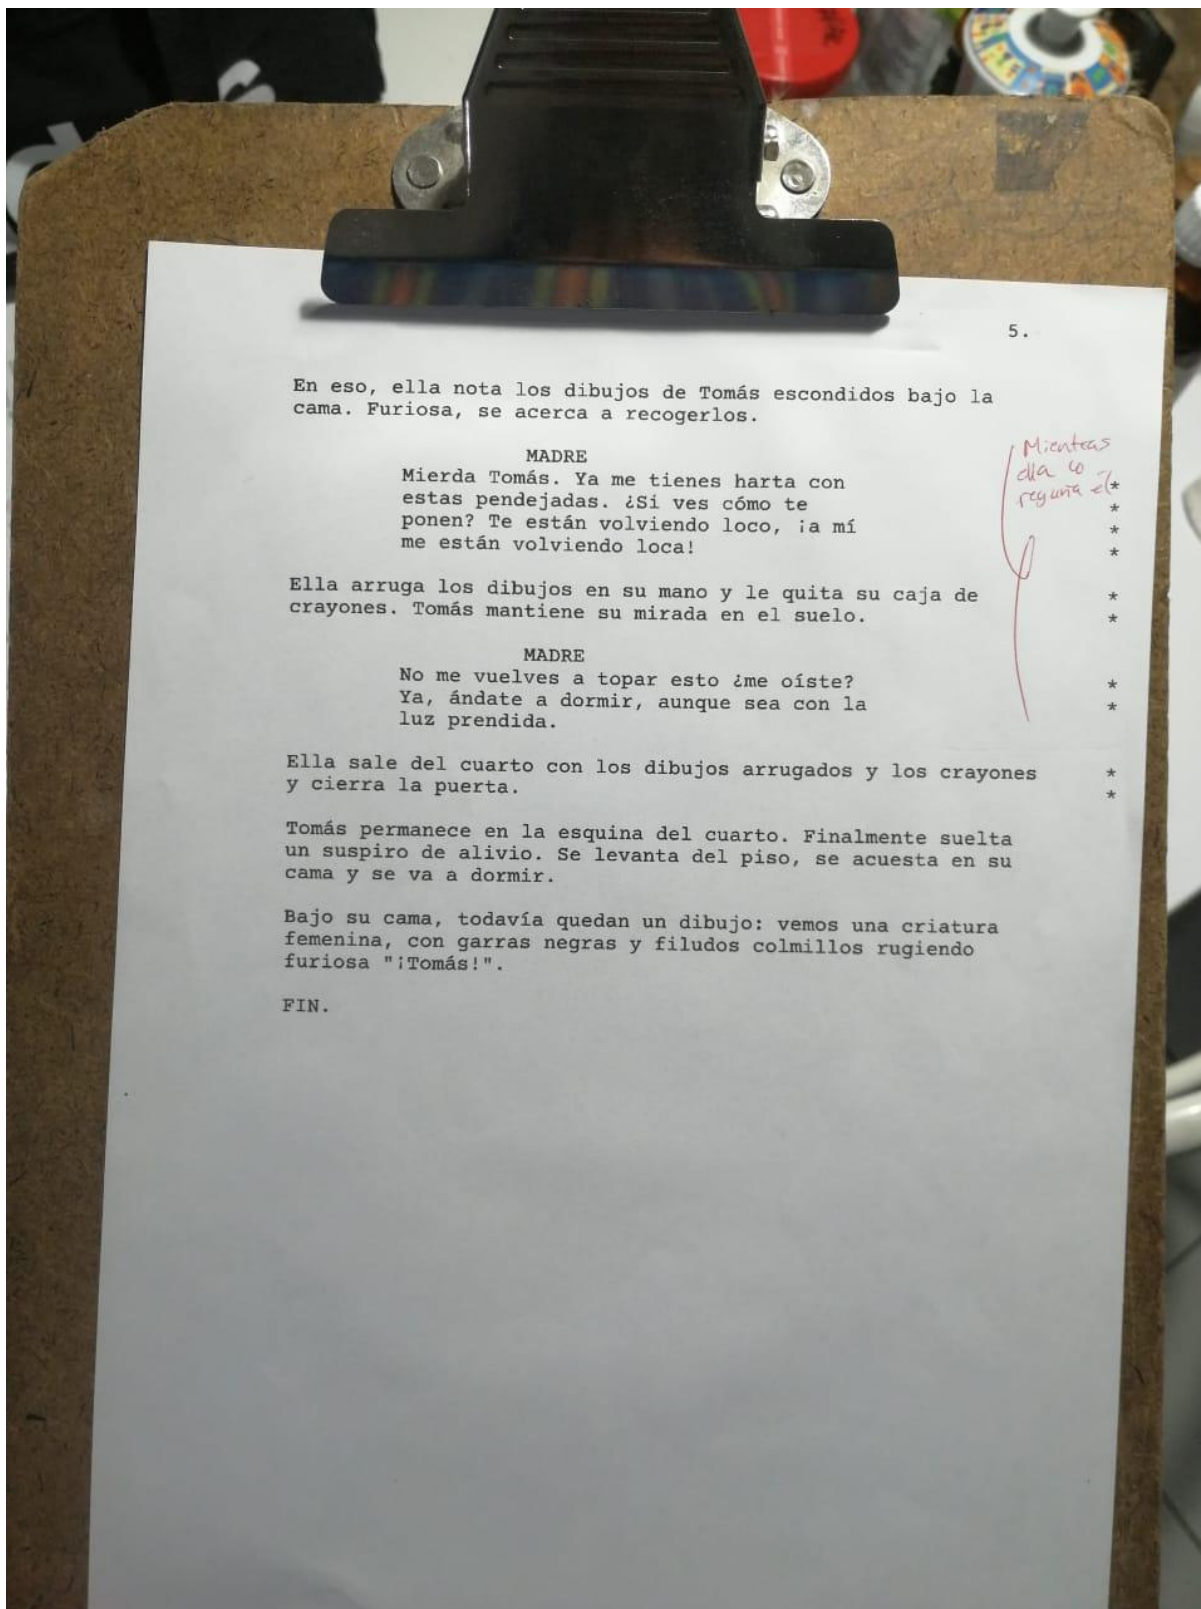 5.
En eso, ella nota los dibujos de Tomás escondidos bajo la
cama. Furiosa, se acerca a recogerlos.
MADRE
Mierda Tomás. Ya me tienes harta con
estas pendejadas. ¿Si ves cómo te
ponen? Te están volviendo loco, ¡a mí
me están volviendo loca!
Mientras
ella lo
regaña el
*
*
*
*
Ella arruga los dibujos en su mano y le quita su caja de *
crayones. Tomás mantiene su mirada en el suelo. *
MADRE
No me vuelves a topar esto ¿me oíste? *
Ya, ándate a dormir, aunque sea con la *
luz prendida.
Ella sale del cuarto con los dibujos arrugados y los crayones *
y cierra la puerta. *
Tomás permanece en la esquina del cuarto. Finalmente suelta
un suspiro de alivio. Se levanta del piso, se acuesta en su
cama y se va a dormir.
Bajo su cama, todavía quedan un dibujo: vemos una criatura
femenina, con garras negras y filudos colmillos rugiendo
furiosa "¡Tomás!".
FIN.